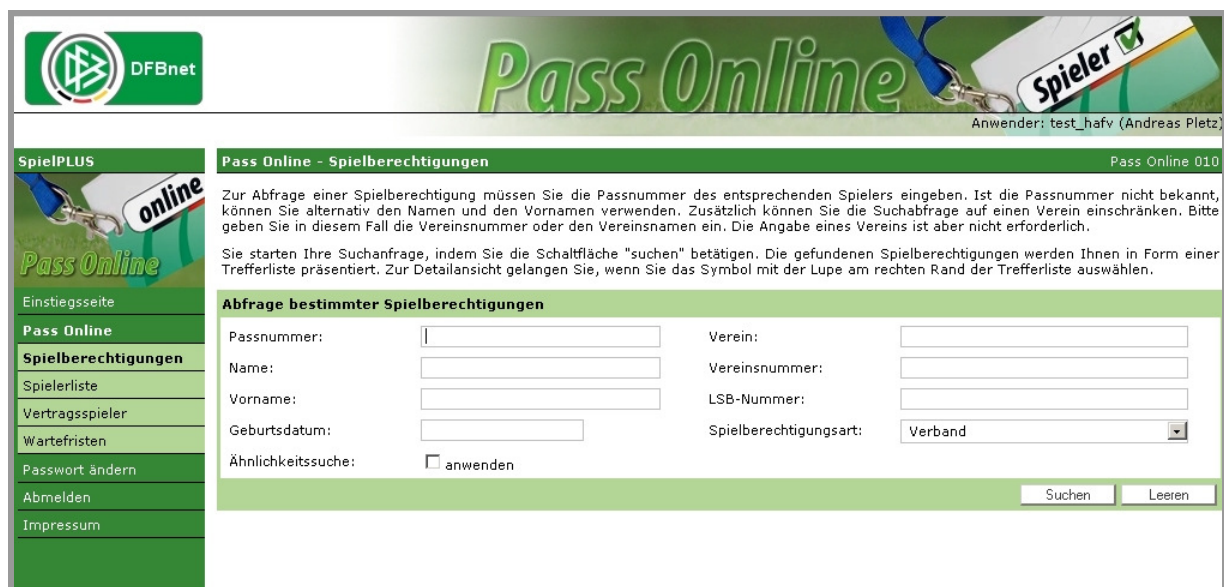 DFBnet
Pass Online
Spieler
Anwender: test_hafv (Andreas Pletz)
SpielPLUS
online
Pass Online
Einstiegsseite
Pass Online
Spielberechtigungen
Spielerliste
Vertragsspieler
Wartefristen
Passwort ändern
Abmelden
Impressum
Pass Online - Spielberechtigungen
Pass Online 010
Zur Abfrage einer Spielberechtigung müssen Sie die Passnummer des entsprechenden Spielers eingeben. Ist die Passnummer nicht bekannt,
können Sie alternativ den Namen und den Vornamen verwenden. Zusätzlich können Sie die Suchabfrage auf einen Verein einschränken. Bitte
geben Sie in diesem Fall die Vereinsnummer oder den Vereinsnamen ein. Die Angabe eines Vereins ist aber nicht erforderlich.
Sie starten Ihre Suchanfrage, indem Sie die Schaltfläche "suchen" betätigen. Die gefundenen Spielberechtigungen werden Ihnen in Form einer
Trefferliste präsentiert. Zur Detailansicht gelangen Sie, wenn Sie das Symbol mit der Lupe am rechten Rand der Trefferliste auswählen.
Abfrage bestimmter Spielberechtigungen
Passnummer:
Verein:
Name:
Vereinsnummer:
Vorname:
LSB-Nummer:
Geburtsdatum:
Spielberechtigungsart: Verband
Ähnlichkeitssuche: anwenden
Suchen
Leeren